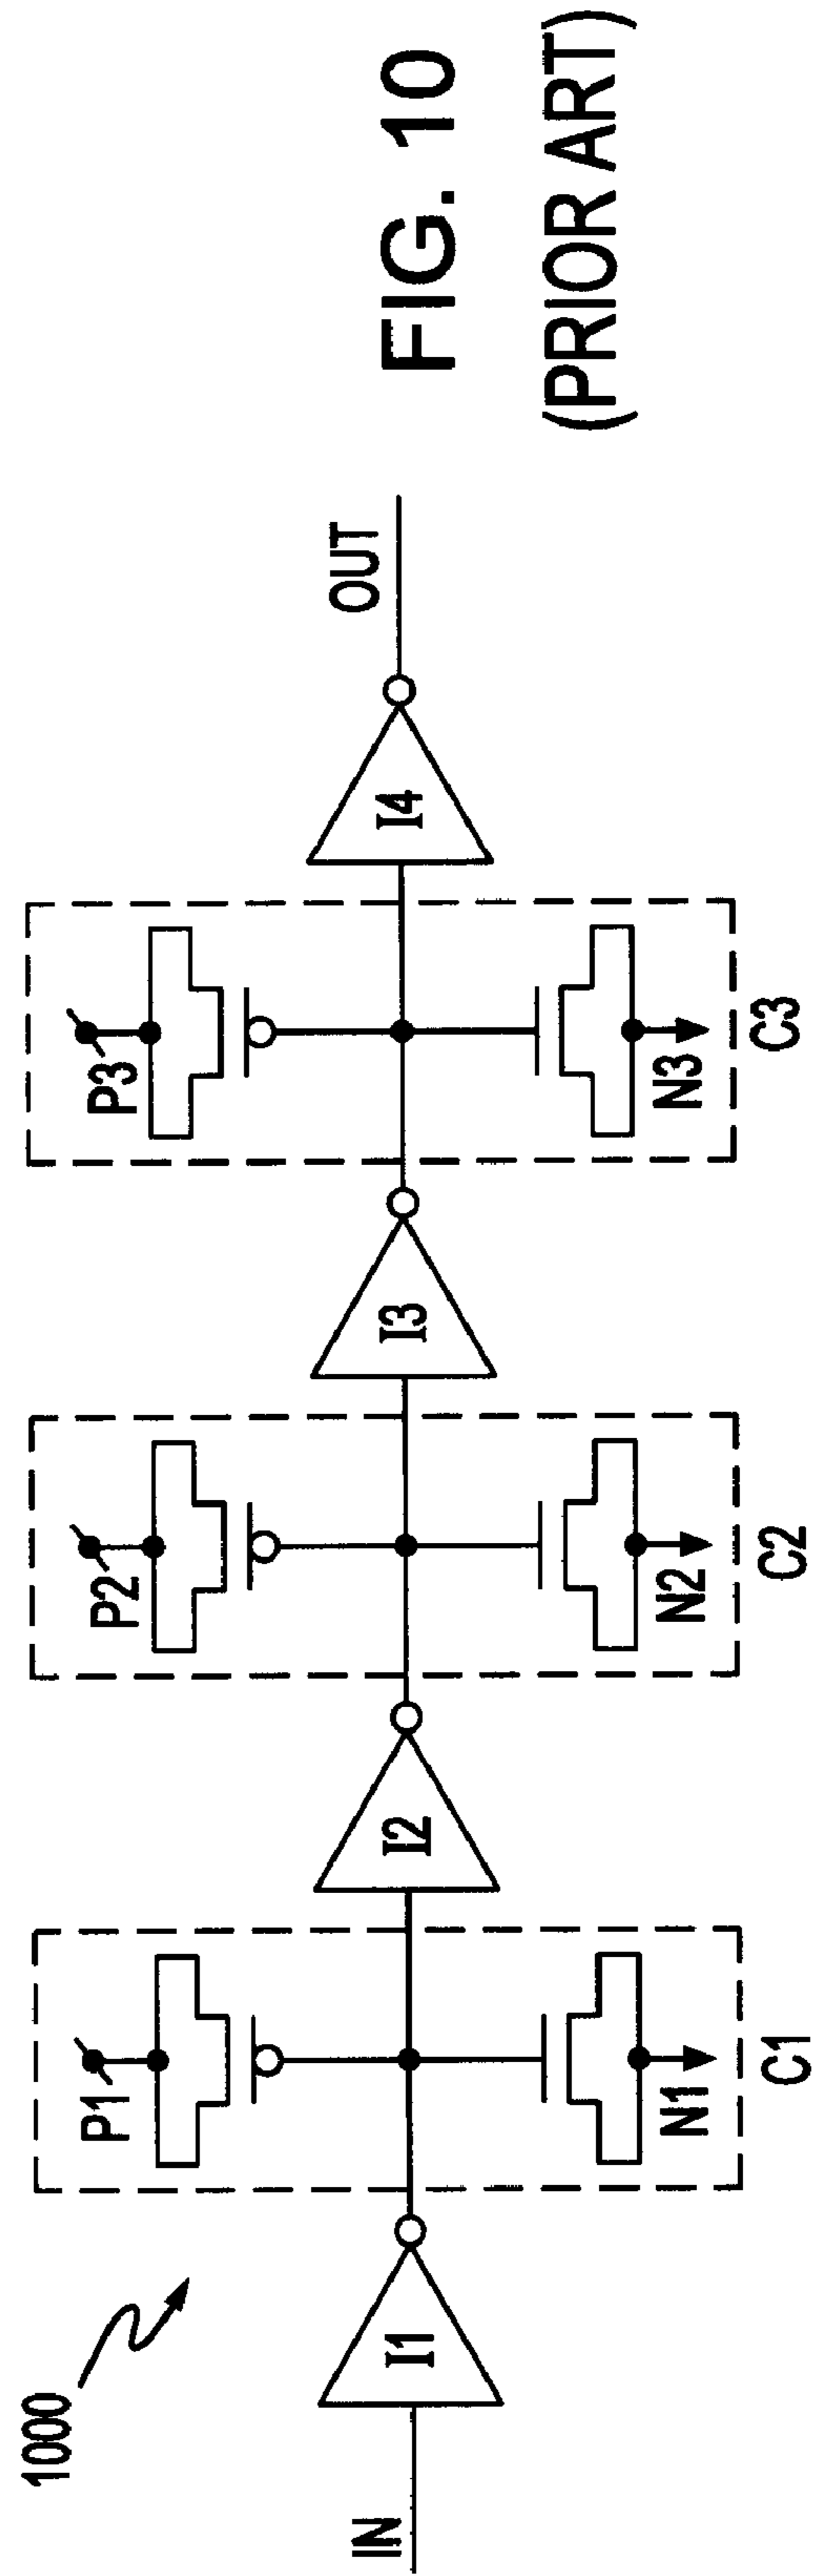 1000
IN
I1
P1
N1
C1
I2
P2
N2
C2
I3
P3
N3
C3
I4
OUT
FIG. 10
(PRIOR ART)